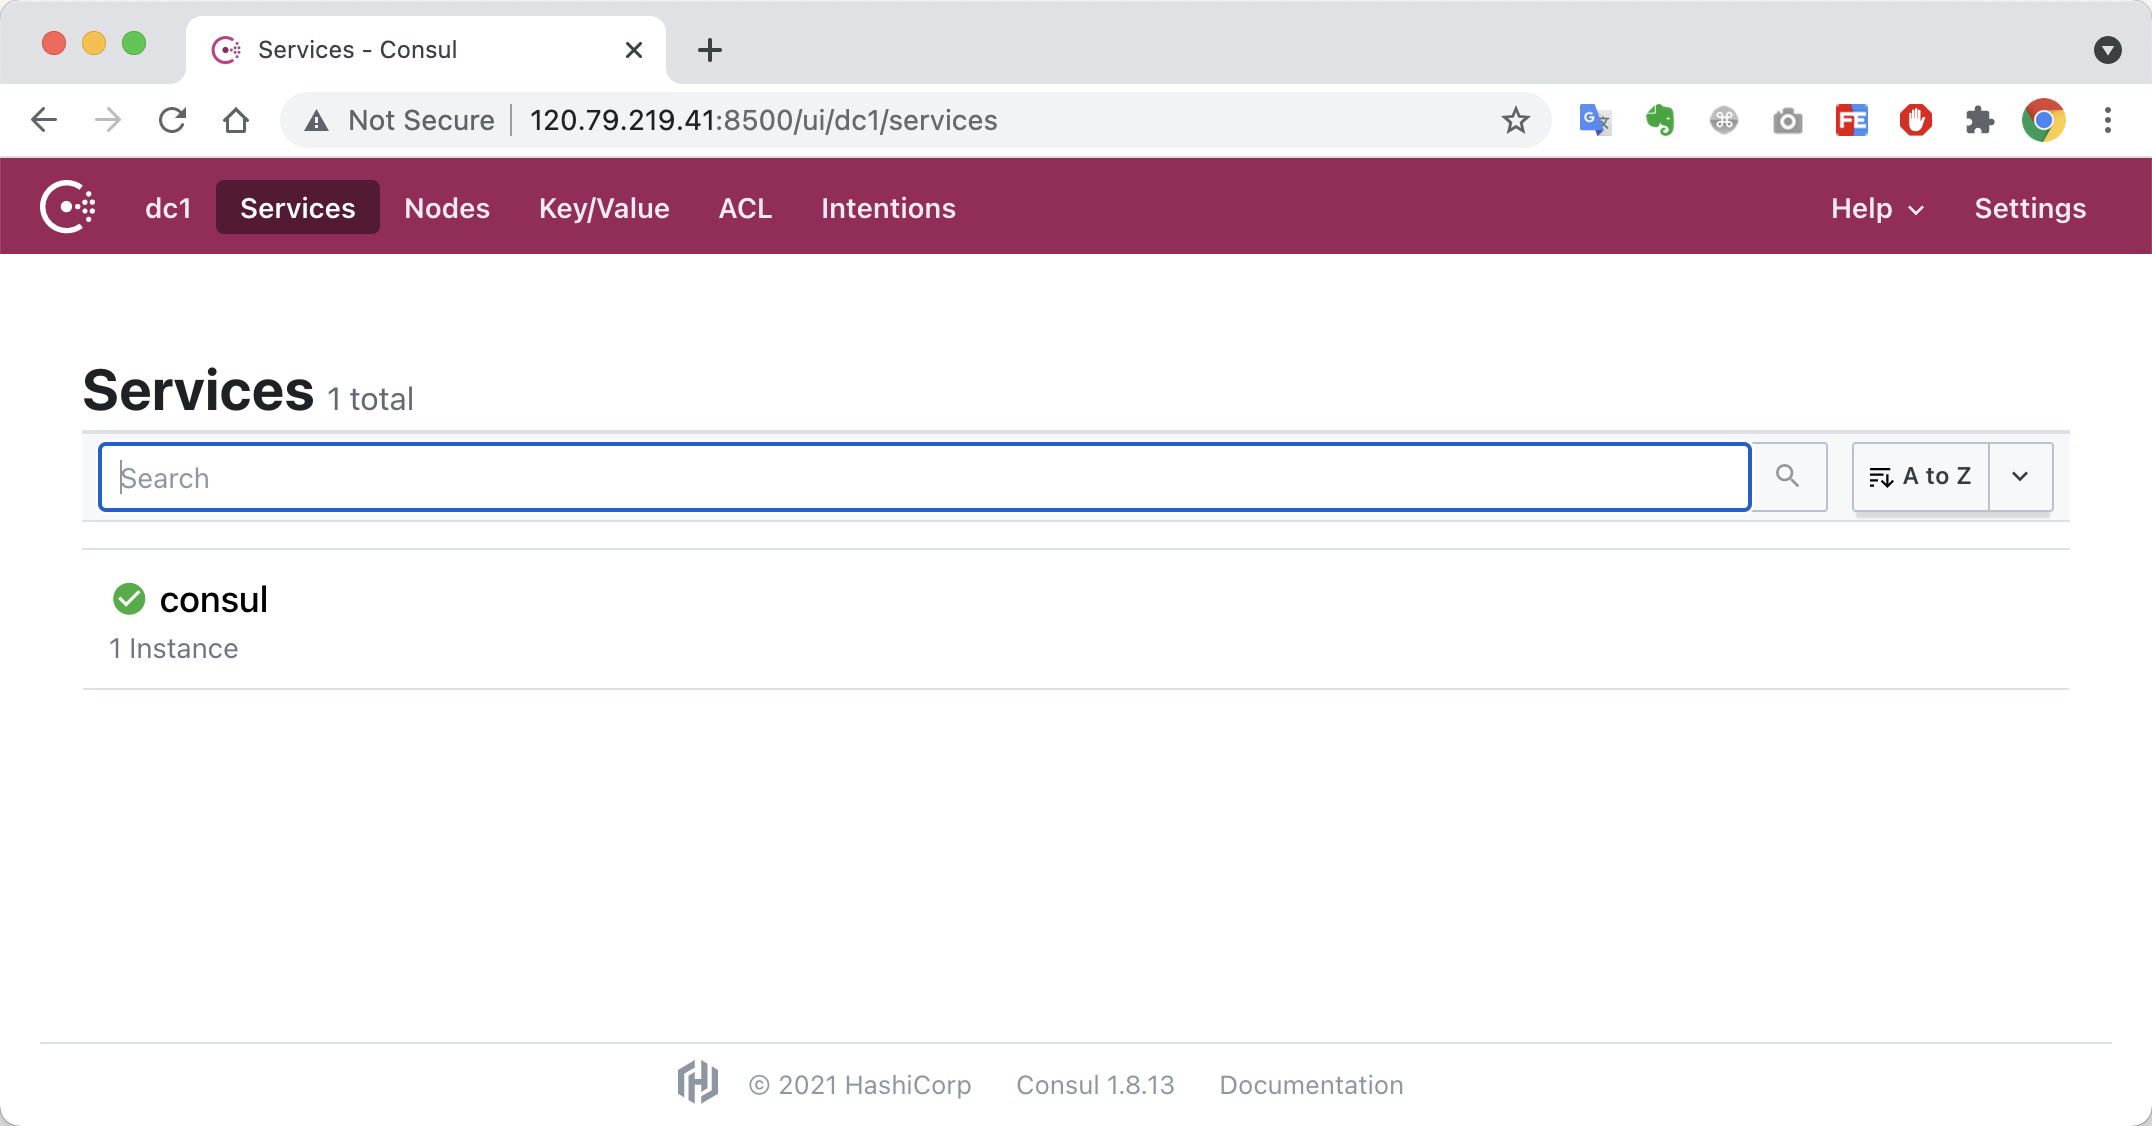 Services - Consul
Not Secure 120.79.219.41:8500/ui/dc1/services
dc1 Services Nodes Key/Value ACL Intentions Help Settings
Services 1 total
Search A to Z
consul
1 Instance
© 2021 HashiCorp Consul 1.8.13 Documentation